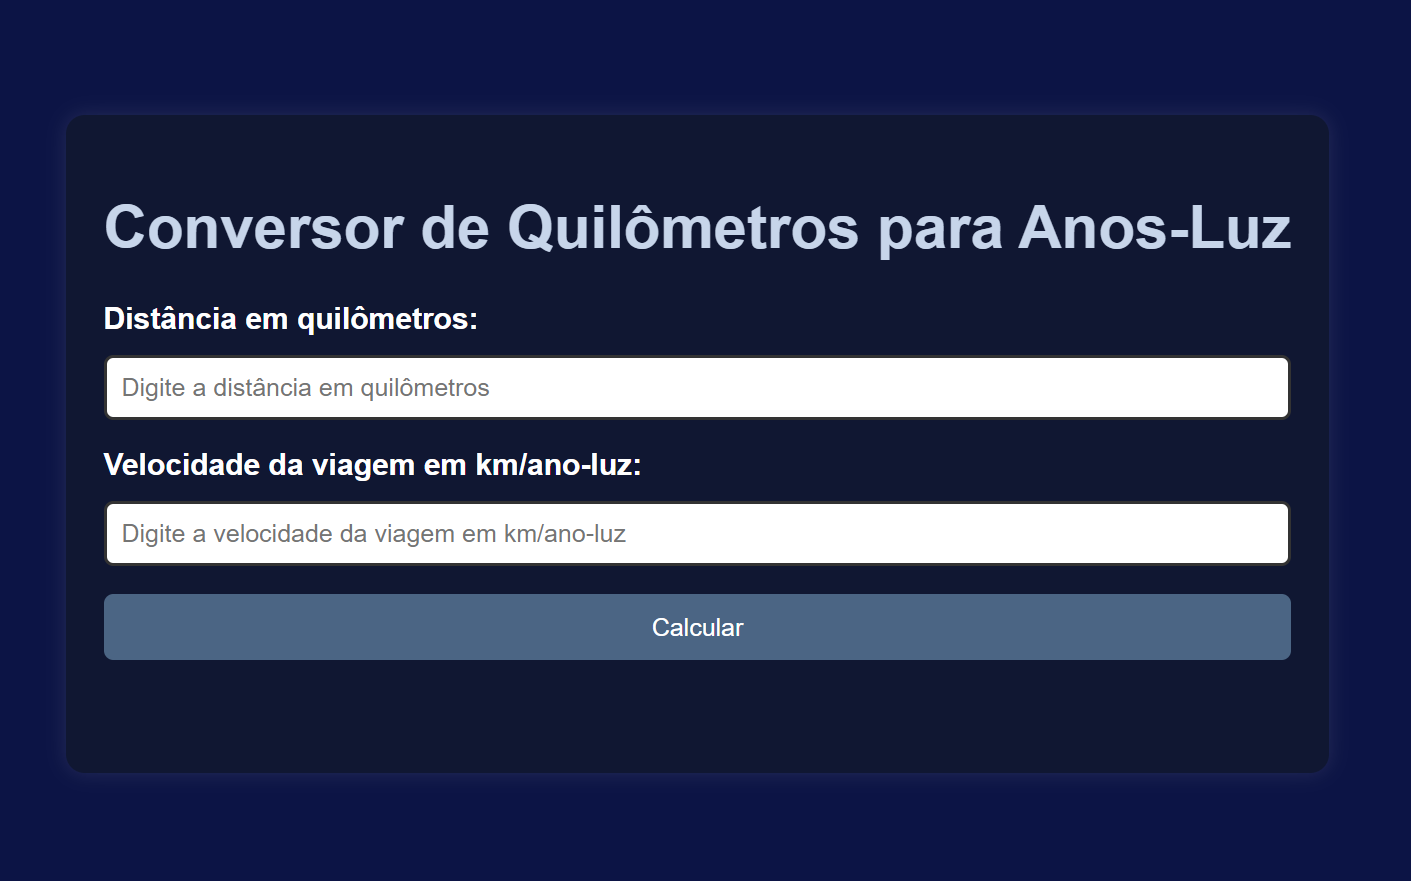 Conversor de Quilômetros para Anos-Luz
Distância em quilômetros:
Digite a distância em quilômetros
Velocidade da viagem em km/ano-luz:
Digite a velocidade da viagem em km/ano-luz
Calcular